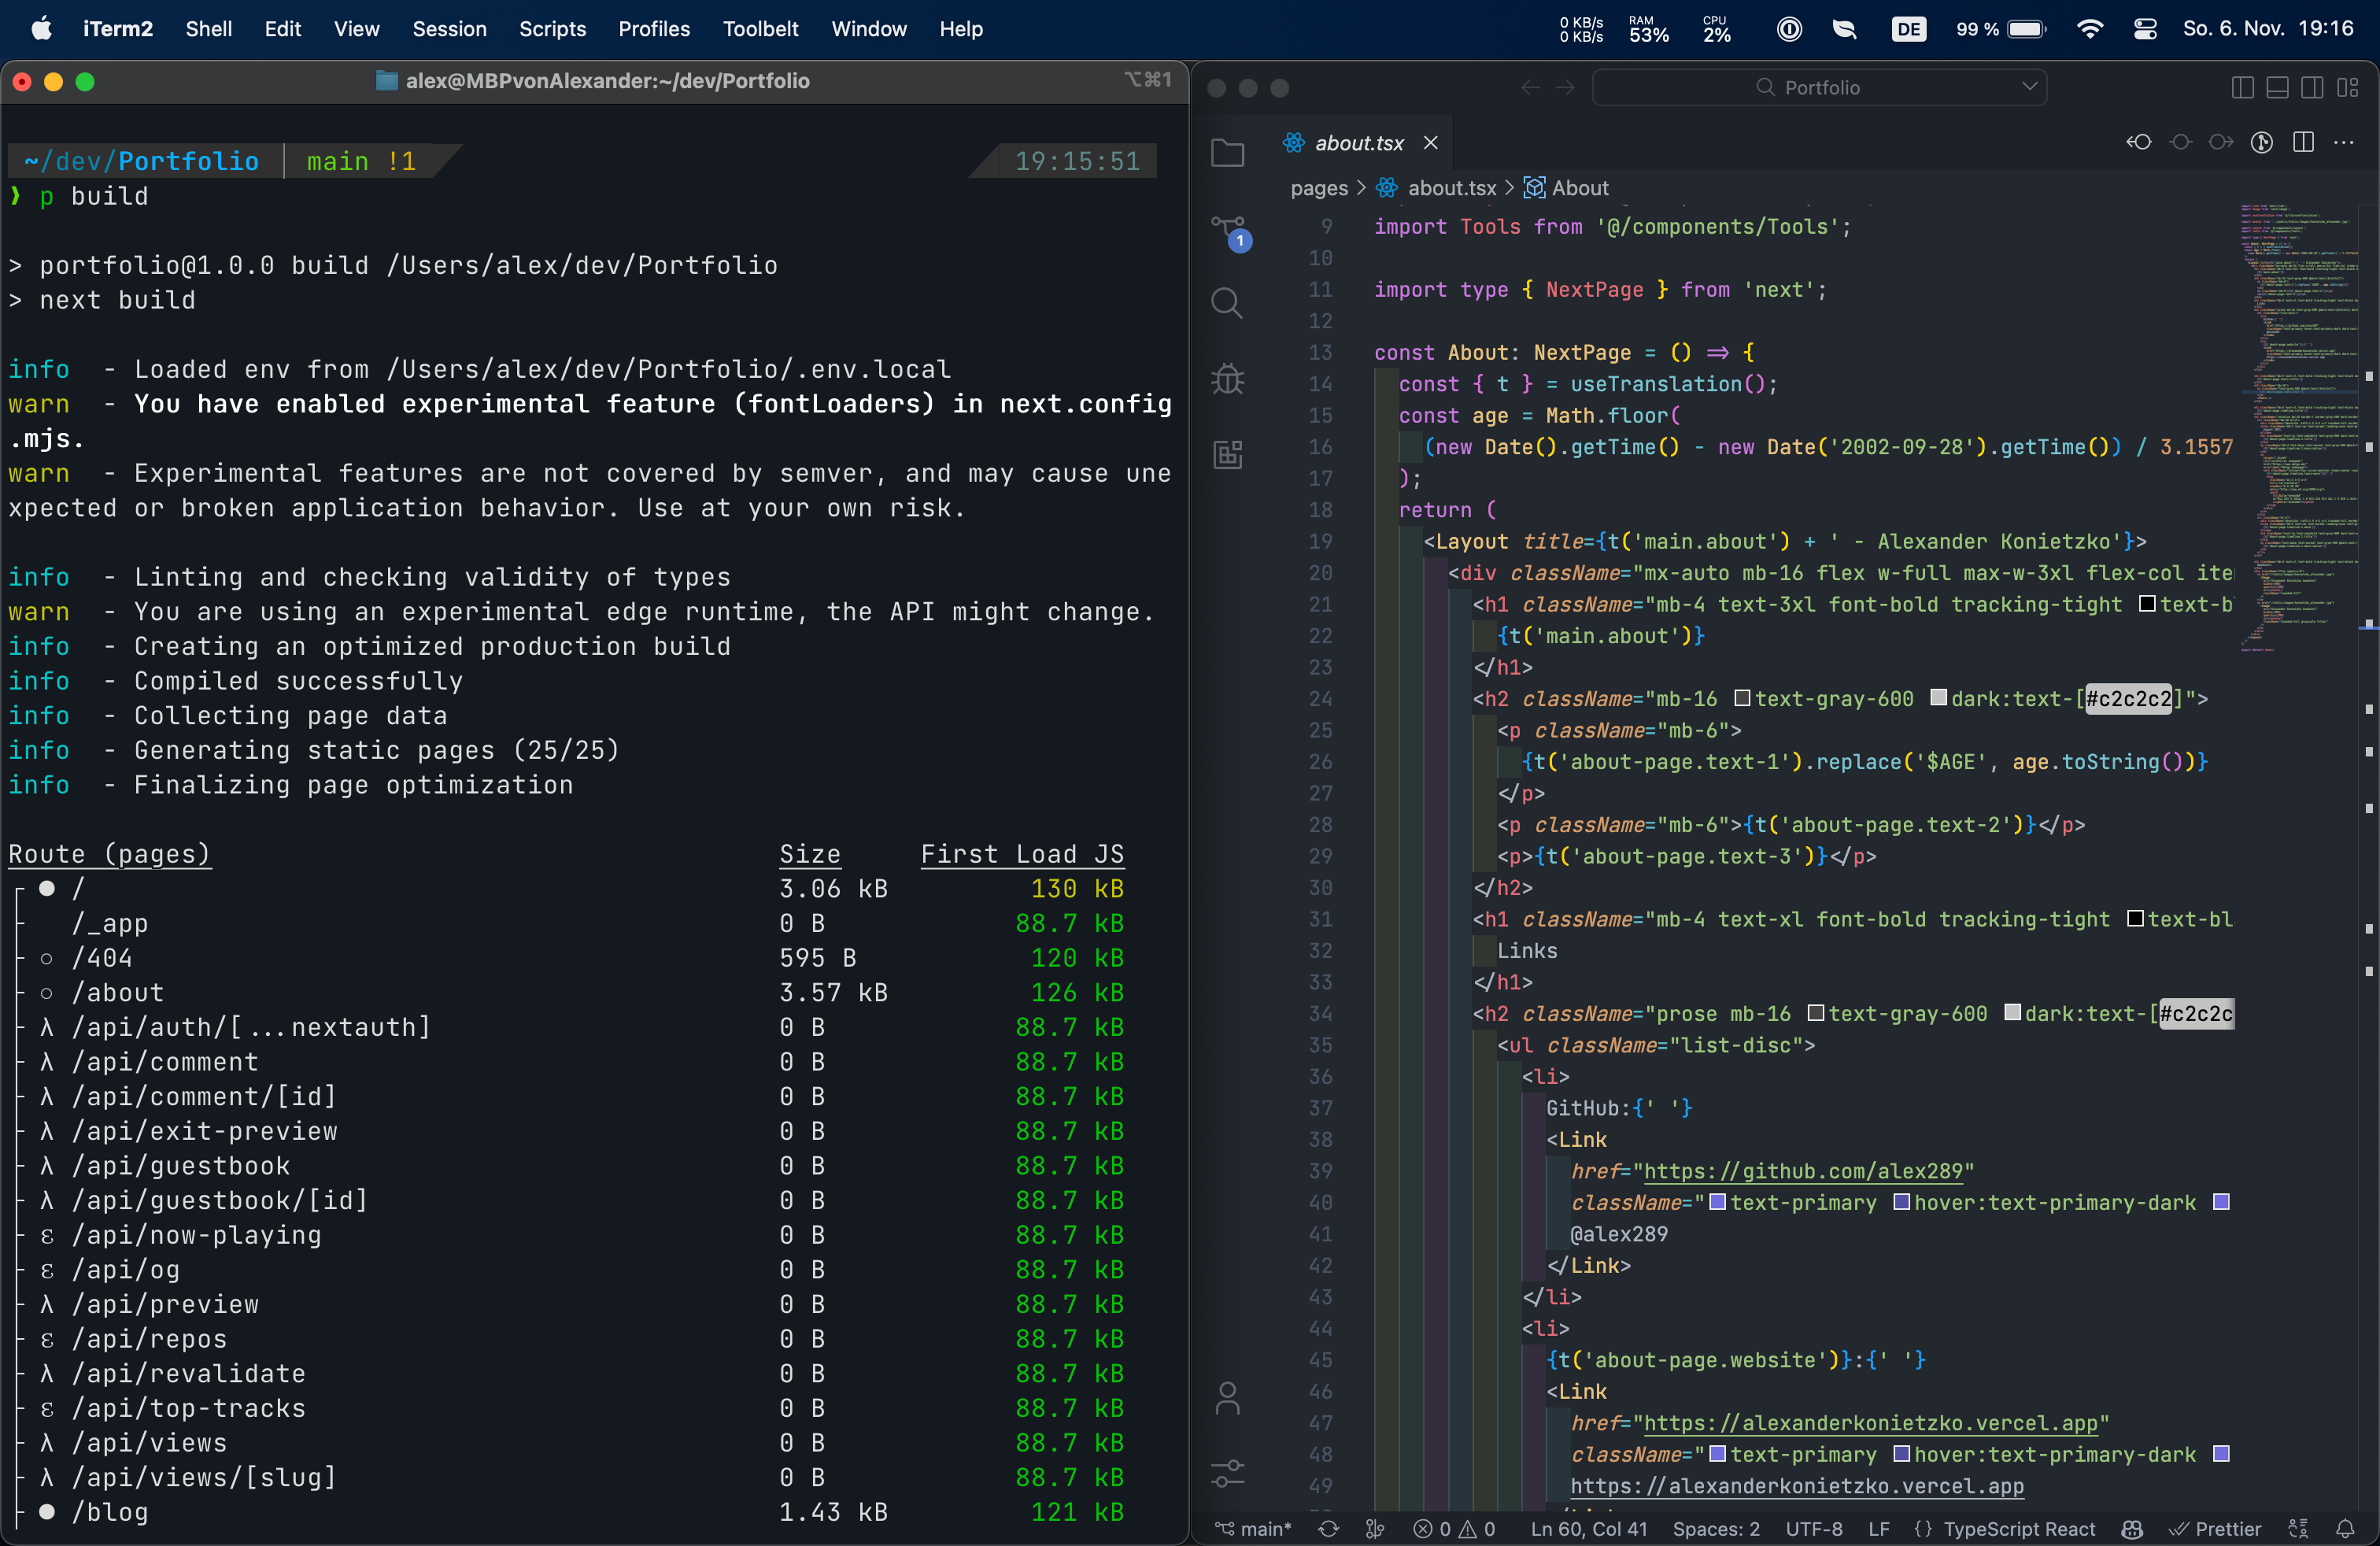 iTerm2 Shell Edit View Session Scripts Profiles Toolbelt Window Help
0 KB/s
0 KB/s
RAM
53%
CPU
2%
DE
99 %
So. 6. Nov. 19:16
alex@MBPvonAlexander:~/dev/Portfolio
⌥⌘1
~/dev/Portfolio main !1
19:15:51
❯ p build
> portfolio@1.0.0 build /Users/alex/dev/Portfolio
> next build
info - Loaded env from /Users/alex/dev/Portfolio/.env.local
warn - You have enabled experimental feature (fontLoaders) in next.config
.mjs.
warn - Experimental features are not covered by semver, and may cause une
xpected or broken application behavior. Use at your own risk.
info - Linting and checking validity of types
warn - You are using an experimental edge runtime, the API might change.
info - Creating an optimized production build
info - Compiled successfully
info - Collecting page data
info - Generating static pages (25/25)
info - Finalizing page optimization
Route (pages) Size First Load JS
┌ ● / 3.06 kB 130 kB
├ /_app 0 B 88.7 kB
├ ○ /404 595 B 120 kB
├ ○ /about 3.57 kB 126 kB
├ λ /api/auth/[...nextauth] 0 B 88.7 kB
├ λ /api/comment 0 B 88.7 kB
├ λ /api/comment/[id] 0 B 88.7 kB
├ λ /api/exit-preview 0 B 88.7 kB
├ λ /api/guestbook 0 B 88.7 kB
├ λ /api/guestbook/[id] 0 B 88.7 kB
├ ε /api/now-playing 0 B 88.7 kB
├ ε /api/og 0 B 88.7 kB
├ λ /api/preview 0 B 88.7 kB
├ ε /api/repos 0 B 88.7 kB
├ λ /api/revalidate 0 B 88.7 kB
├ ε /api/top-tracks 0 B 88.7 kB
├ λ /api/views 0 B 88.7 kB
├ λ /api/views/[slug] 0 B 88.7 kB
├ ● /blog 1.43 kB 121 kB
Portfolio
about.tsx
pages > about.tsx > About
1
9 import Tools from '@/components/Tools';
10
11 import type { NextPage } from 'next';
12
13 const About: NextPage = () => {
14 const { t } = useTranslation();
15 const age = Math.floor(
16 (new Date().getTime() - new Date('2002-09-28').getTime()) / 3.1557
17 );
18 return (
19 <Layout title={t('main.about') + ' - Alexander Konietzko'}>
20 <div className="mx-auto mb-16 flex w-full max-w-3xl flex-col ite
21 <h1 className="mb-4 text-3xl font-bold tracking-tight text-b
22 {t('main.about')}
23 </h1>
24 <h2 className="mb-16 text-gray-600 dark:text-[#c2c2c2]">
25 <p className="mb-6">
26 {t('about-page.text-1').replace('$AGE', age.toString())}
27 </p>
28 <p className="mb-6">{t('about-page.text-2')}</p>
29 <p>{t('about-page.text-3')}</p>
30 </h2>
31 <h1 className="mb-4 text-xl font-bold tracking-tight text-bl
32 Links
33 </h1>
34 <h2 className="prose mb-16 text-gray-600 dark:text-[#c2c2c
35 <ul className="list-disc">
36 <li>
37 GitHub:{' '}
38 <Link
39 href="https://github.com/alex289"
40 className="text-primary hover:text-primary-dark
41 @alex289
42 </Link>
43 </li>
44 <li>
45 {t('about-page.website')}:{' '}
46 <Link
47 href="https://alexanderkonietzko.vercel.app"
48 className="text-primary hover:text-primary-dark
49 https://alexanderkonietzko.vercel.app
main* 0 0 Ln 60, Col 41 Spaces: 2 UTF-8 LF {} TypeScript React Prettier